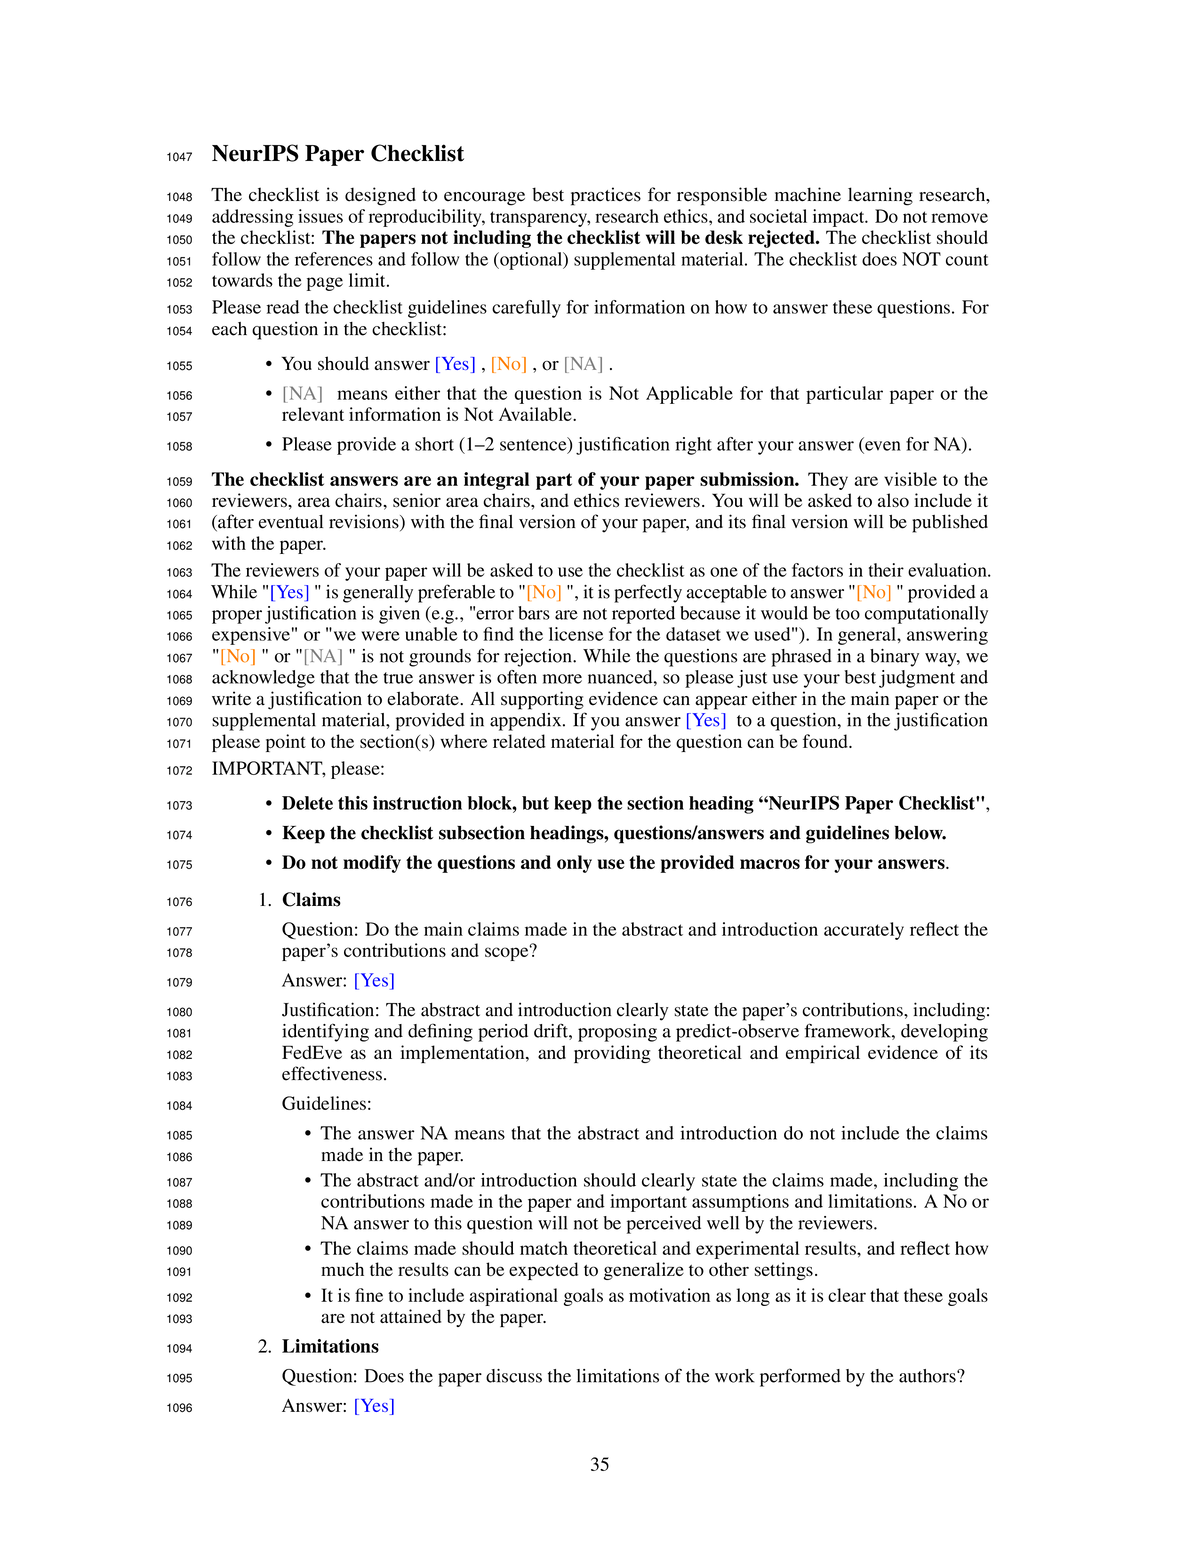 1047 NeurIPS Paper Checklist
1048 The checklist is designed to encourage best practices for responsible machine learning research,
1049 addressing issues of reproducibility, transparency, research ethics, and societal impact. Do not remove
1050 the checklist: The papers not including the checklist will be desk rejected. The checklist should
1051 follow the references and follow the (optional) supplemental material. The checklist does NOT count
1052 towards the page limit.
1053 Please read the checklist guidelines carefully for information on how to answer these questions. For
1054 each question in the checklist:
1055 • You should answer [Yes] , [No] , or [NA] .
1056 • [NA] means either that the question is Not Applicable for that particular paper or the
1057 relevant information is Not Available.
1058 • Please provide a short (1–2 sentence) justification right after your answer (even for NA).
1059 The checklist answers are an integral part of your paper submission. They are visible to the
1060 reviewers, area chairs, senior area chairs, and ethics reviewers. You will be asked to also include it
1061 (after eventual revisions) with the final version of your paper, and its final version will be published
1062 with the paper.
1063 The reviewers of your paper will be asked to use the checklist as one of the factors in their evaluation.
1064 While "[Yes] " is generally preferable to "[No] ", it is perfectly acceptable to answer "[No] " provided a
1065 proper justification is given (e.g., "error bars are not reported because it would be too computationally
1066 expensive" or "we were unable to find the license for the dataset we used"). In general, answering
1067 "[No] " or "[NA] " is not grounds for rejection. While the questions are phrased in a binary way, we
1068 acknowledge that the true answer is often more nuanced, so please just use your best judgment and
1069 write a justification to elaborate. All supporting evidence can appear either in the main paper or the
1070 supplemental material, provided in appendix. If you answer [Yes] to a question, in the justification
1071 please point to the section(s) where related material for the question can be found.
1072 IMPORTANT, please:
1073 • Delete this instruction block, but keep the section heading “NeurIPS Paper Checklist",
1074 • Keep the checklist subsection headings, questions/answers and guidelines below.
1075 • Do not modify the questions and only use the provided macros for your answers.
1076 1. Claims
1077 Question: Do the main claims made in the abstract and introduction accurately reflect the
1078 paper’s contributions and scope?
1079 Answer: [Yes]
1080 Justification: The abstract and introduction clearly state the paper’s contributions, including:
1081 identifying and defining period drift, proposing a predict-observe framework, developing
1082 FedEve as an implementation, and providing theoretical and empirical evidence of its
1083 effectiveness.
1084 Guidelines:
1085 • The answer NA means that the abstract and introduction do not include the claims
1086 made in the paper.
1087 • The abstract and/or introduction should clearly state the claims made, including the
1088 contributions made in the paper and important assumptions and limitations. A No or
1089 NA answer to this question will not be perceived well by the reviewers.
1090 • The claims made should match theoretical and experimental results, and reflect how
1091 much the results can be expected to generalize to other settings.
1092 • It is fine to include aspirational goals as motivation as long as it is clear that these goals
1093 are not attained by the paper.
1094 2. Limitations
1095 Question: Does the paper discuss the limitations of the work performed by the authors?
1096 Answer: [Yes]
35